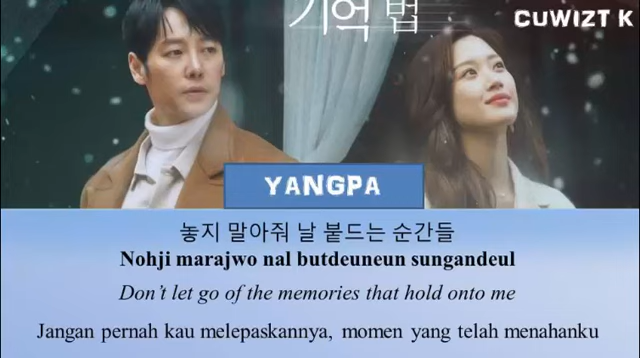 기억 법
CUWIZT K
YANGPA
놓지 말아줘 날 붙드는 순간들
Nohji marajwo nal butdeuneun sungandeul
Don't let go of the memories that hold onto me
Jangan pernah kau melepaskannya, momen yang telah menahanku